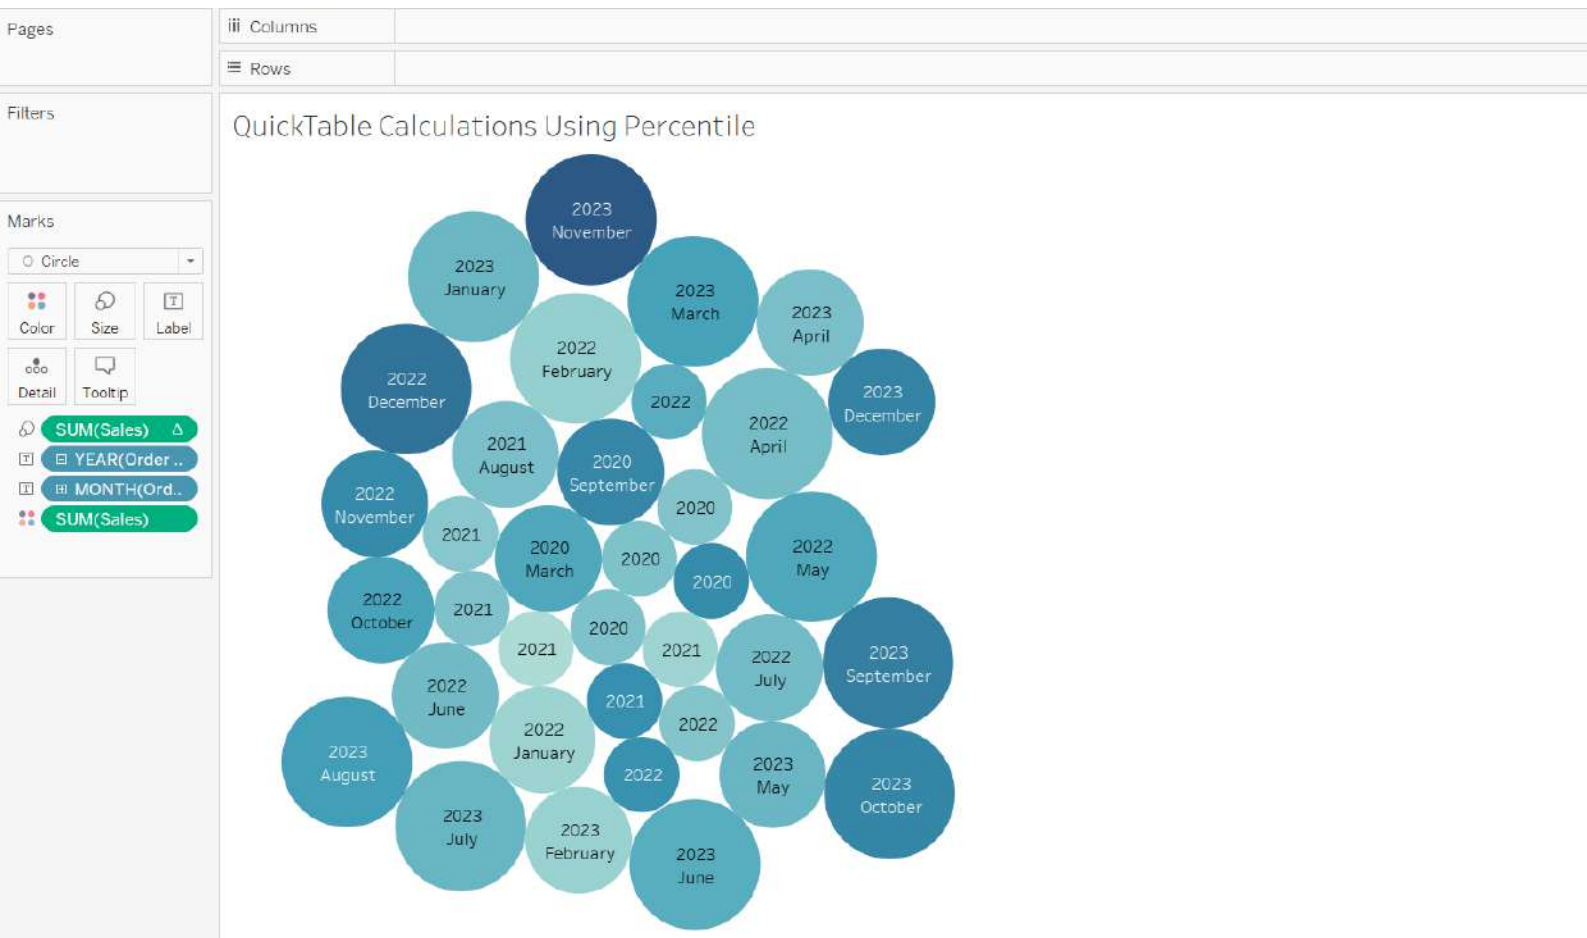 Pages
Columns
Rows
Filters
QuickTable Calculations Using Percentile
Marks
Circle
Color
Size
Label
Detail
Tooltip
SUM(Sales)
YEAR(Order ..
MONTH(Ord..
SUM(Sales)
2023
November
2023
January
2023
March
2023
April
2022
February
2022
December
2022
2023
December
2022
April
2021
August
2020
September
2022
November
2020
2021
2020
March
2020
2022
May
2020
2022
October
2021
2020
2021
2021
2022
July
2023
September
2022
June
2021
2022
2022
January
2023
August
2022
2023
May
2023
October
2023
July
2023
February
2023
June